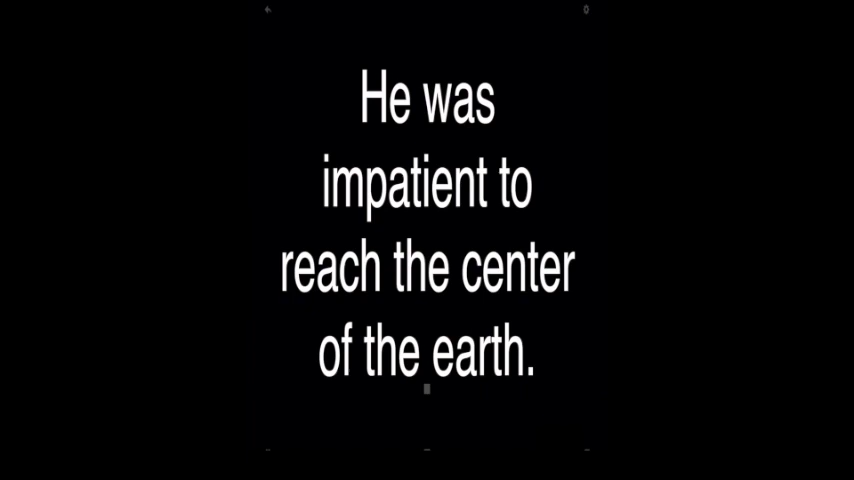 He was
impatient to
reach the center
of the earth.